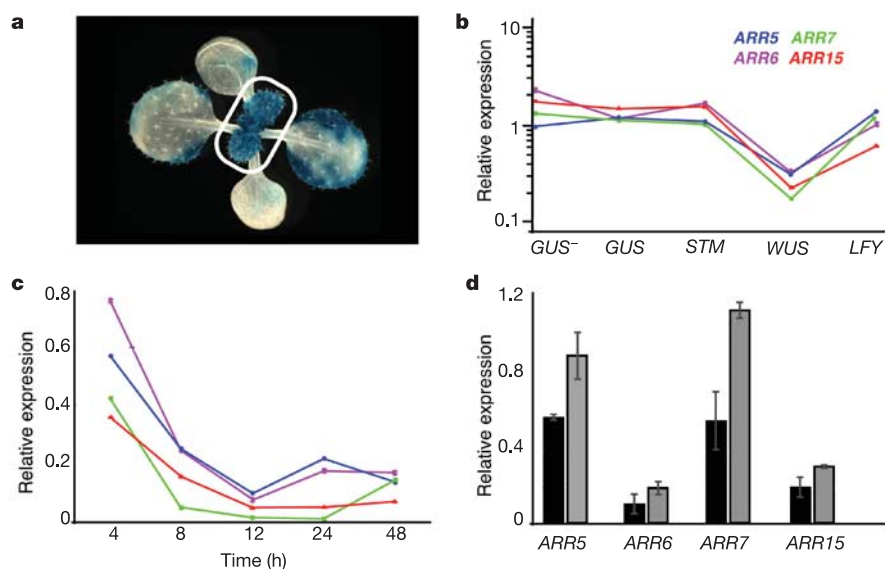 a
b
Relative expression
10
1
0.1
ARR5 ARR7
ARR6 ARR15
GUS⁻ GUS STM WUS LFY
c
Relative expression
0.8
0.6
0.4
0.2
0
4 8 12 24 48
Time (h)
d
Relative expression
1.2
0.8
0.4
0
ARR5 ARR6 ARR7 ARR15